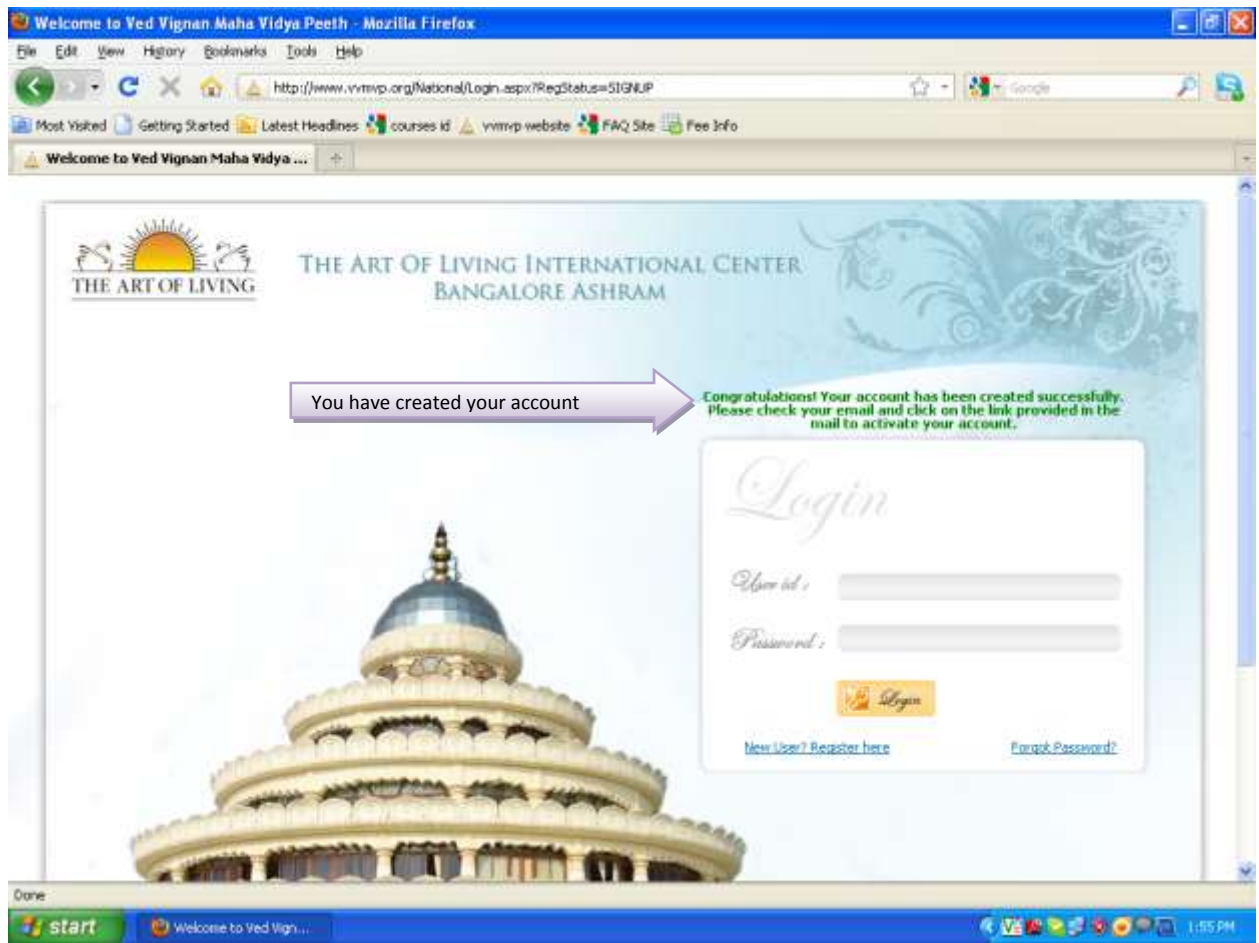 Welcome to Ved Vignan Maha Vidya Peeth - Mozilla Firefox
File Edit View History Bookmarks Tools Help
http://www.vvmvp.org/National/Login.aspx?RegStatus=SIGNUP Google
Most Visited Getting Started Latest Headlines courses id vvmvp website FAQ Site Fee Info
Welcome to Ved Vignan Maha Vidya ...
THE ART OF LIVING
THE ART OF LIVING INTERNATIONAL CENTER
BANGALORE ASHRAM
You have created your account
Congratulations! Your account has been created successfully.
Please check your email and click on the link provided in the
mail to activate your account.
Login
User id :
Password :
Login
New User? Register here Forgot Password?
Done
start Welcome to Ved Vign... 1:55 PM